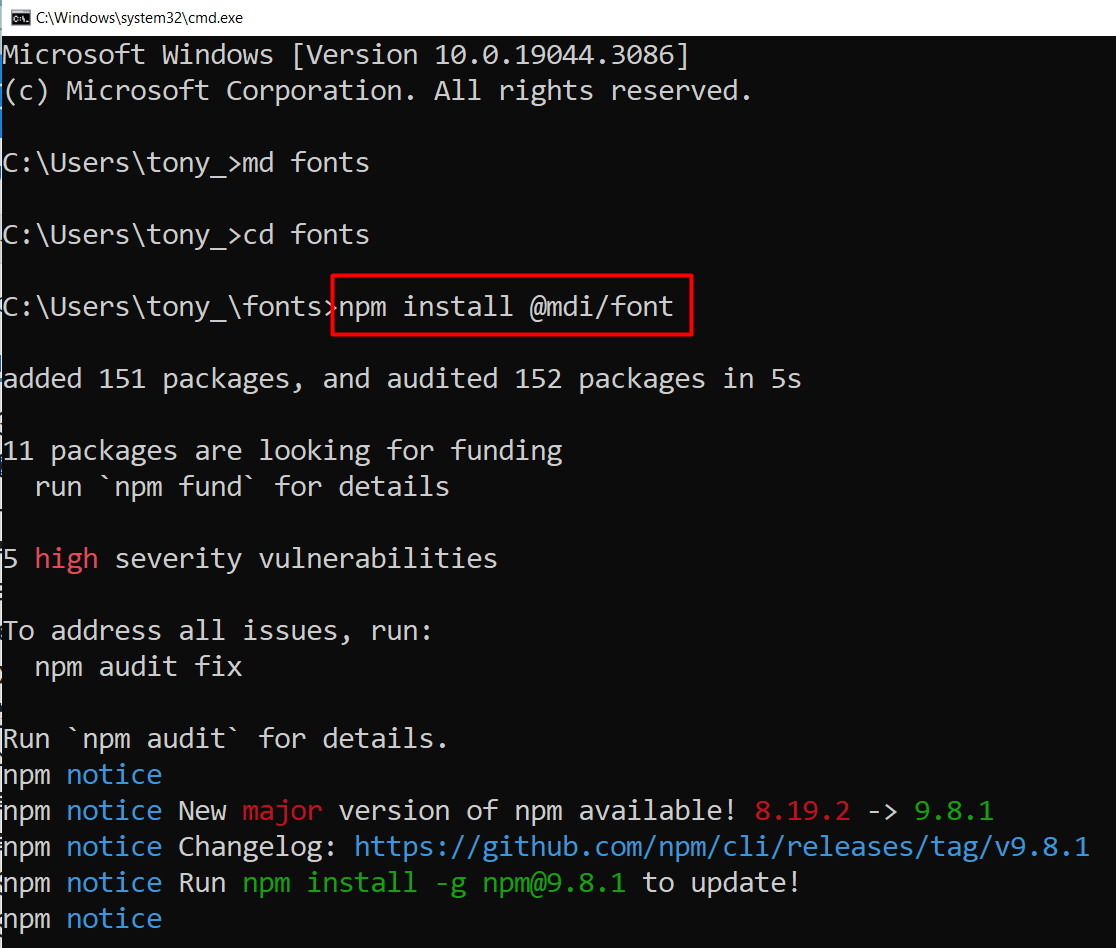 C:\Windows\system32\cmd.exe
Microsoft Windows [Version 10.0.19044.3086]
(c) Microsoft Corporation. All rights reserved.
C:\Users\tony_>md fonts
C:\Users\tony_>cd fonts
C:\Users\tony_\fonts>npm install @mdi/font
added 151 packages, and audited 152 packages in 5s
11 packages are looking for funding
  run `npm fund` for details
5 high severity vulnerabilities
To address all issues, run:
  npm audit fix
Run `npm audit` for details.
npm notice
npm notice New major version of npm available! 8.19.2 -> 9.8.1
npm notice Changelog: https://github.com/npm/cli/releases/tag/v9.8.1
npm notice Run npm install -g npm@9.8.1 to update!
npm notice